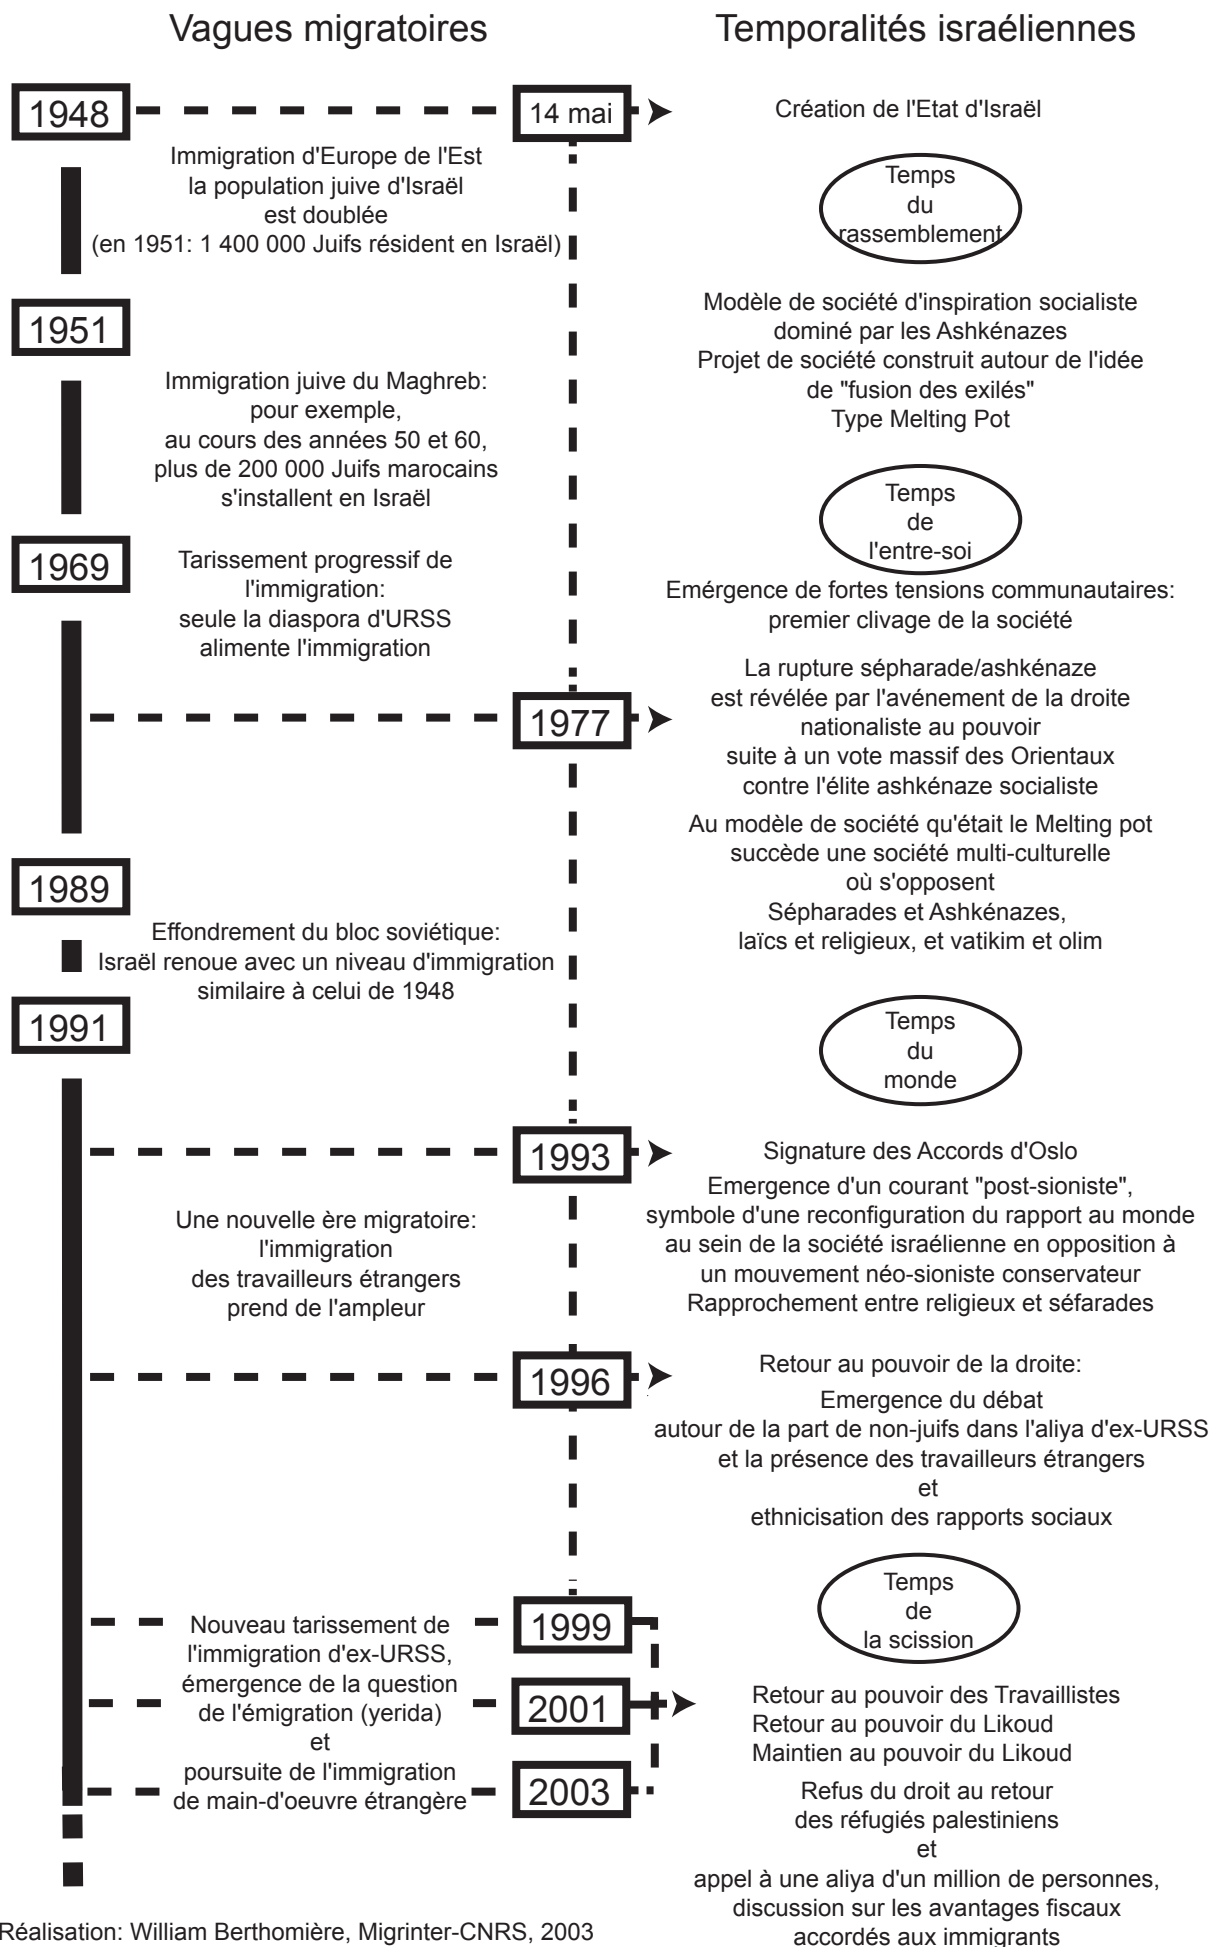 Vagues migratoires
Temporalités israéliennes
1948
14 mai
Création de l'Etat d'Israël
Immigration d'Europe de l'Est
la population juive d'Israël
est doublée
(en 1951: 1 400 000 Juifs résident en Israël)
Temps
du
rassemblement
1951
Modèle de société d'inspiration socialiste
dominé par les Ashkénazes
Projet de société construit autour de l'idée
de "fusion des exilés"
Type Melting Pot
Immigration juive du Maghreb:
pour exemple,
au cours des années 50 et 60,
plus de 200 000 Juifs marocains
s'installent en Israël
Temps
de
l'entre-soi
1969
Tarissement progressif de
l'immigration:
seule la diaspora d'URSS
alimente l'immigration
Emérgence de fortes tensions communautaires:
premier clivage de la société
1977
La rupture sépharade/ashkénaze
est révélée par l'avénement de la droite
nationaliste au pouvoir
suite à un vote massif des Orientaux
contre l'élite ashkénaze socialiste
Au modèle de société qu'était le Melting pot
succède une société multi-culturelle
où s'opposent
Sépharades et Ashkénazes,
laïcs et religieux, et vatikim et olim
1989
Effondrement du bloc soviétique:
Israël renoue avec un niveau d'immigration
similaire à celui de 1948
1991
Temps
du
monde
1993
Signature des Accords d'Oslo
Emergence d'un courant "post-sioniste",
symbole d'une reconfiguration du rapport au monde
au sein de la société israélienne en opposition à
un mouvement néo-sioniste conservateur
Rapprochement entre religieux et séfarades
Une nouvelle ère migratoire:
l'immigration
des travailleurs étrangers
prend de l'ampleur
1996
Retour au pouvoir de la droite:
Emergence du débat
autour de la part de non-juifs dans l'aliya d'ex-URSS
et la présence des travailleurs étrangers
et
ethnicisation des rapports sociaux
Temps
de
la scission
Nouveau tarissement de
l'immigration d'ex-URSS,
émergence de la question
de l'émigration (yerida)
et
poursuite de l'immigration
de main-d'oeuvre étrangère
1999
2001
2003
Retour au pouvoir des Travaillistes
Retour au pouvoir du Likoud
Maintien au pouvoir du Likoud
Refus du droit au retour
des réfugiés palestiniens
et
appel à une aliya d'un million de personnes,
discussion sur les avantages fiscaux
accordés aux immigrants
Réalisation: William Berthomière, Migrinter-CNRS, 2003